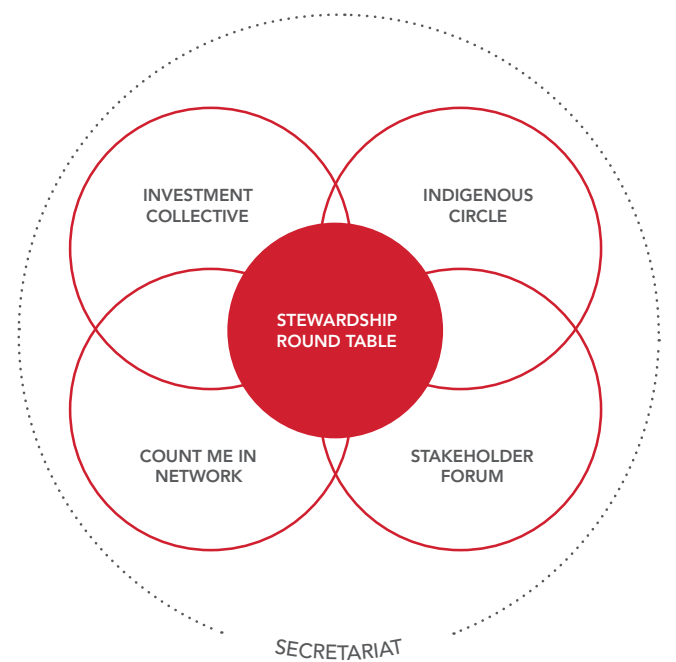 INVESTMENT
COLLECTIVE
INDIGENOUS
CIRCLE
STEWARDSHIP
ROUND TABLE
COUNT ME IN
NETWORK
STAKEHOLDER
FORUM
SECRETARIAT